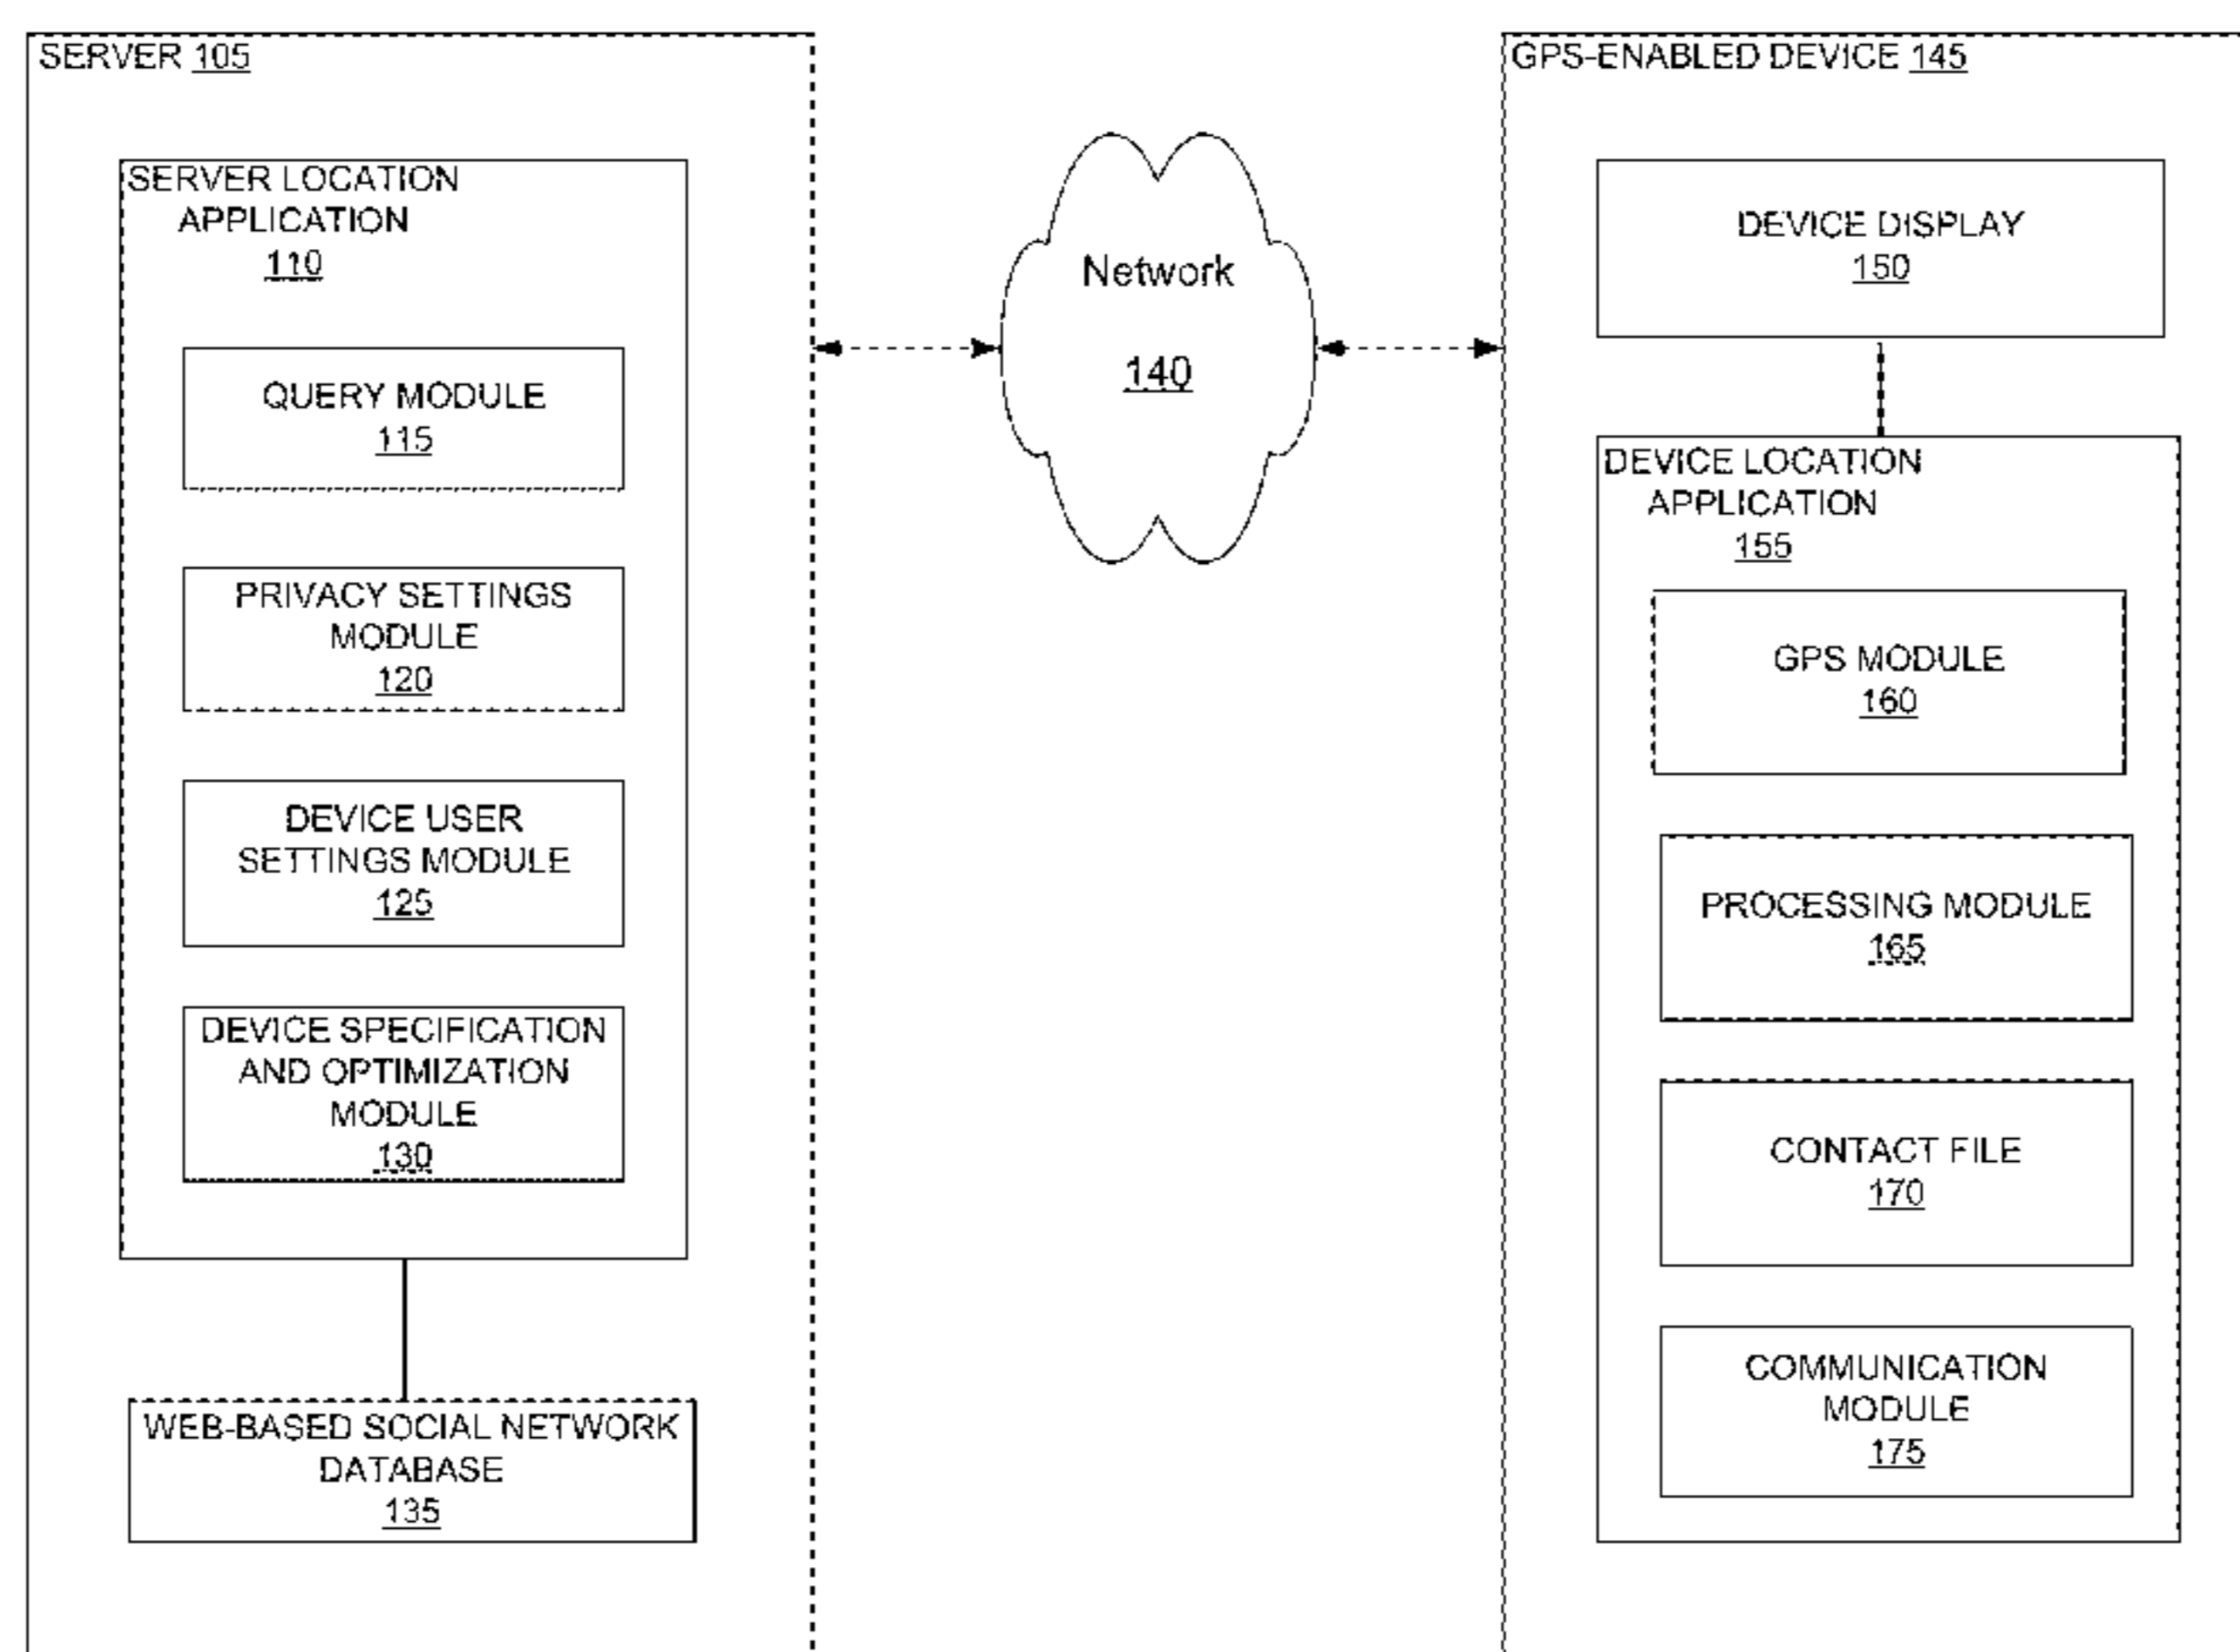 SERVER 105
SERVER LOCATION
APPLICATION
110
QUERY MODULE
115
PRIVACY SETTINGS
MODULE
120
DEVICE USER
SETTINGS MODULE
125
DEVICE SPECIFICATION
AND OPTIMIZATION
MODULE
130
WEB-BASED SOCIAL NETWORK
DATABASE
135
Network
140
GPS-ENABLED DEVICE 145
DEVICE DISPLAY
150
DEVICE LOCATION
APPLICATION
155
GPS MODULE
160
PROCESSING MODULE
165
CONTACT FILE
170
COMMUNICATION
MODULE
175